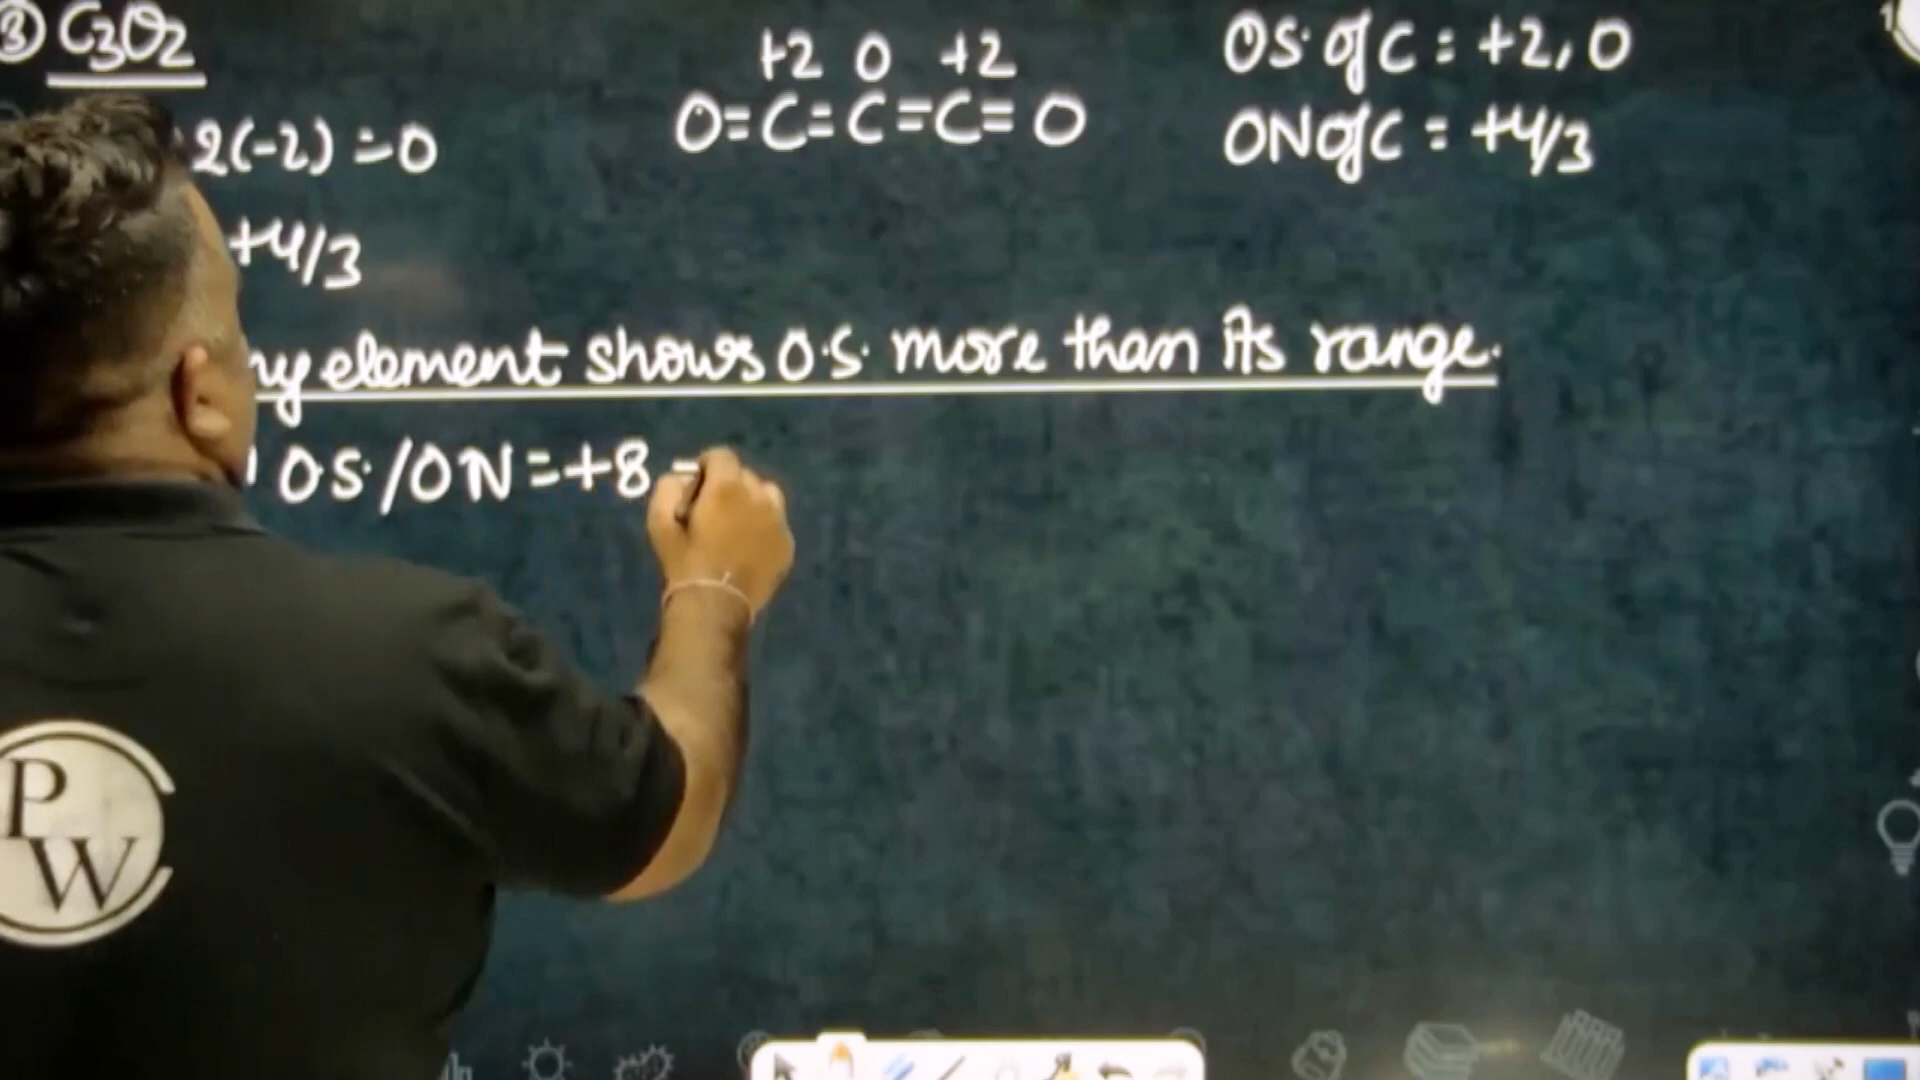 ③ C3O2
+2 0 +2
O=C=C=C=O
OS. of C = +2, 0
ON of C = +4/3
2(-2) = 0
+4/3
ny element shows O.S. more than its range.
O.S. / ON = +8 -
P
W